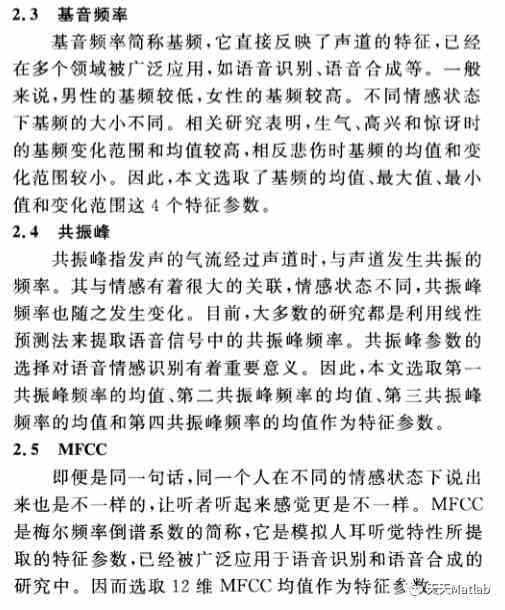 2.3 基音频率
基音频率简称基频,它直接反映了声道的特征,已经
在多个领域被广泛应用,如语音识别、语音合成等。一般
来说,男性的基频较低,女性的基频较高。不同情感状态
下基频的大小不同。相关研究表明,生气、高兴和惊讶时
的基频变化范围和均值较高,相反悲伤时基频的均值和变
化范围较小。因此,本文选取了基频的均值、最大值、最小
值和变化范围这4个特征参数。
2.4 共振峰
共振峰指发声的气流经过声道时,与声道发生共振的
频率。其与情感有着很大的关联,情感状态不同,共振峰
频率也随之发生变化。目前,大多数的研究都是利用线性
预测法来提取语音信号中的共振峰频率。共振峰参数的
选择对语音情感识别有着重要意义。因此,本文选取第一
共振峰频率的均值、第二共振峰频率的均值、第三共振峰
频率的均值和第四共振峰频率的均值作为特征参数。
2.5 MFCC
即便是同一句话,同一个人在不同的情感状态下说出
来也是不一样的,让听者听起来感觉更是不一样。MFCC
是梅尔频率倒谱系数的简称,它是模拟人耳听觉特性所提
取的特征参数,已经被广泛应用于语音识别和语音合成的
研究中。因而选取12维MFCC均值作为特征参数
天天Matlab